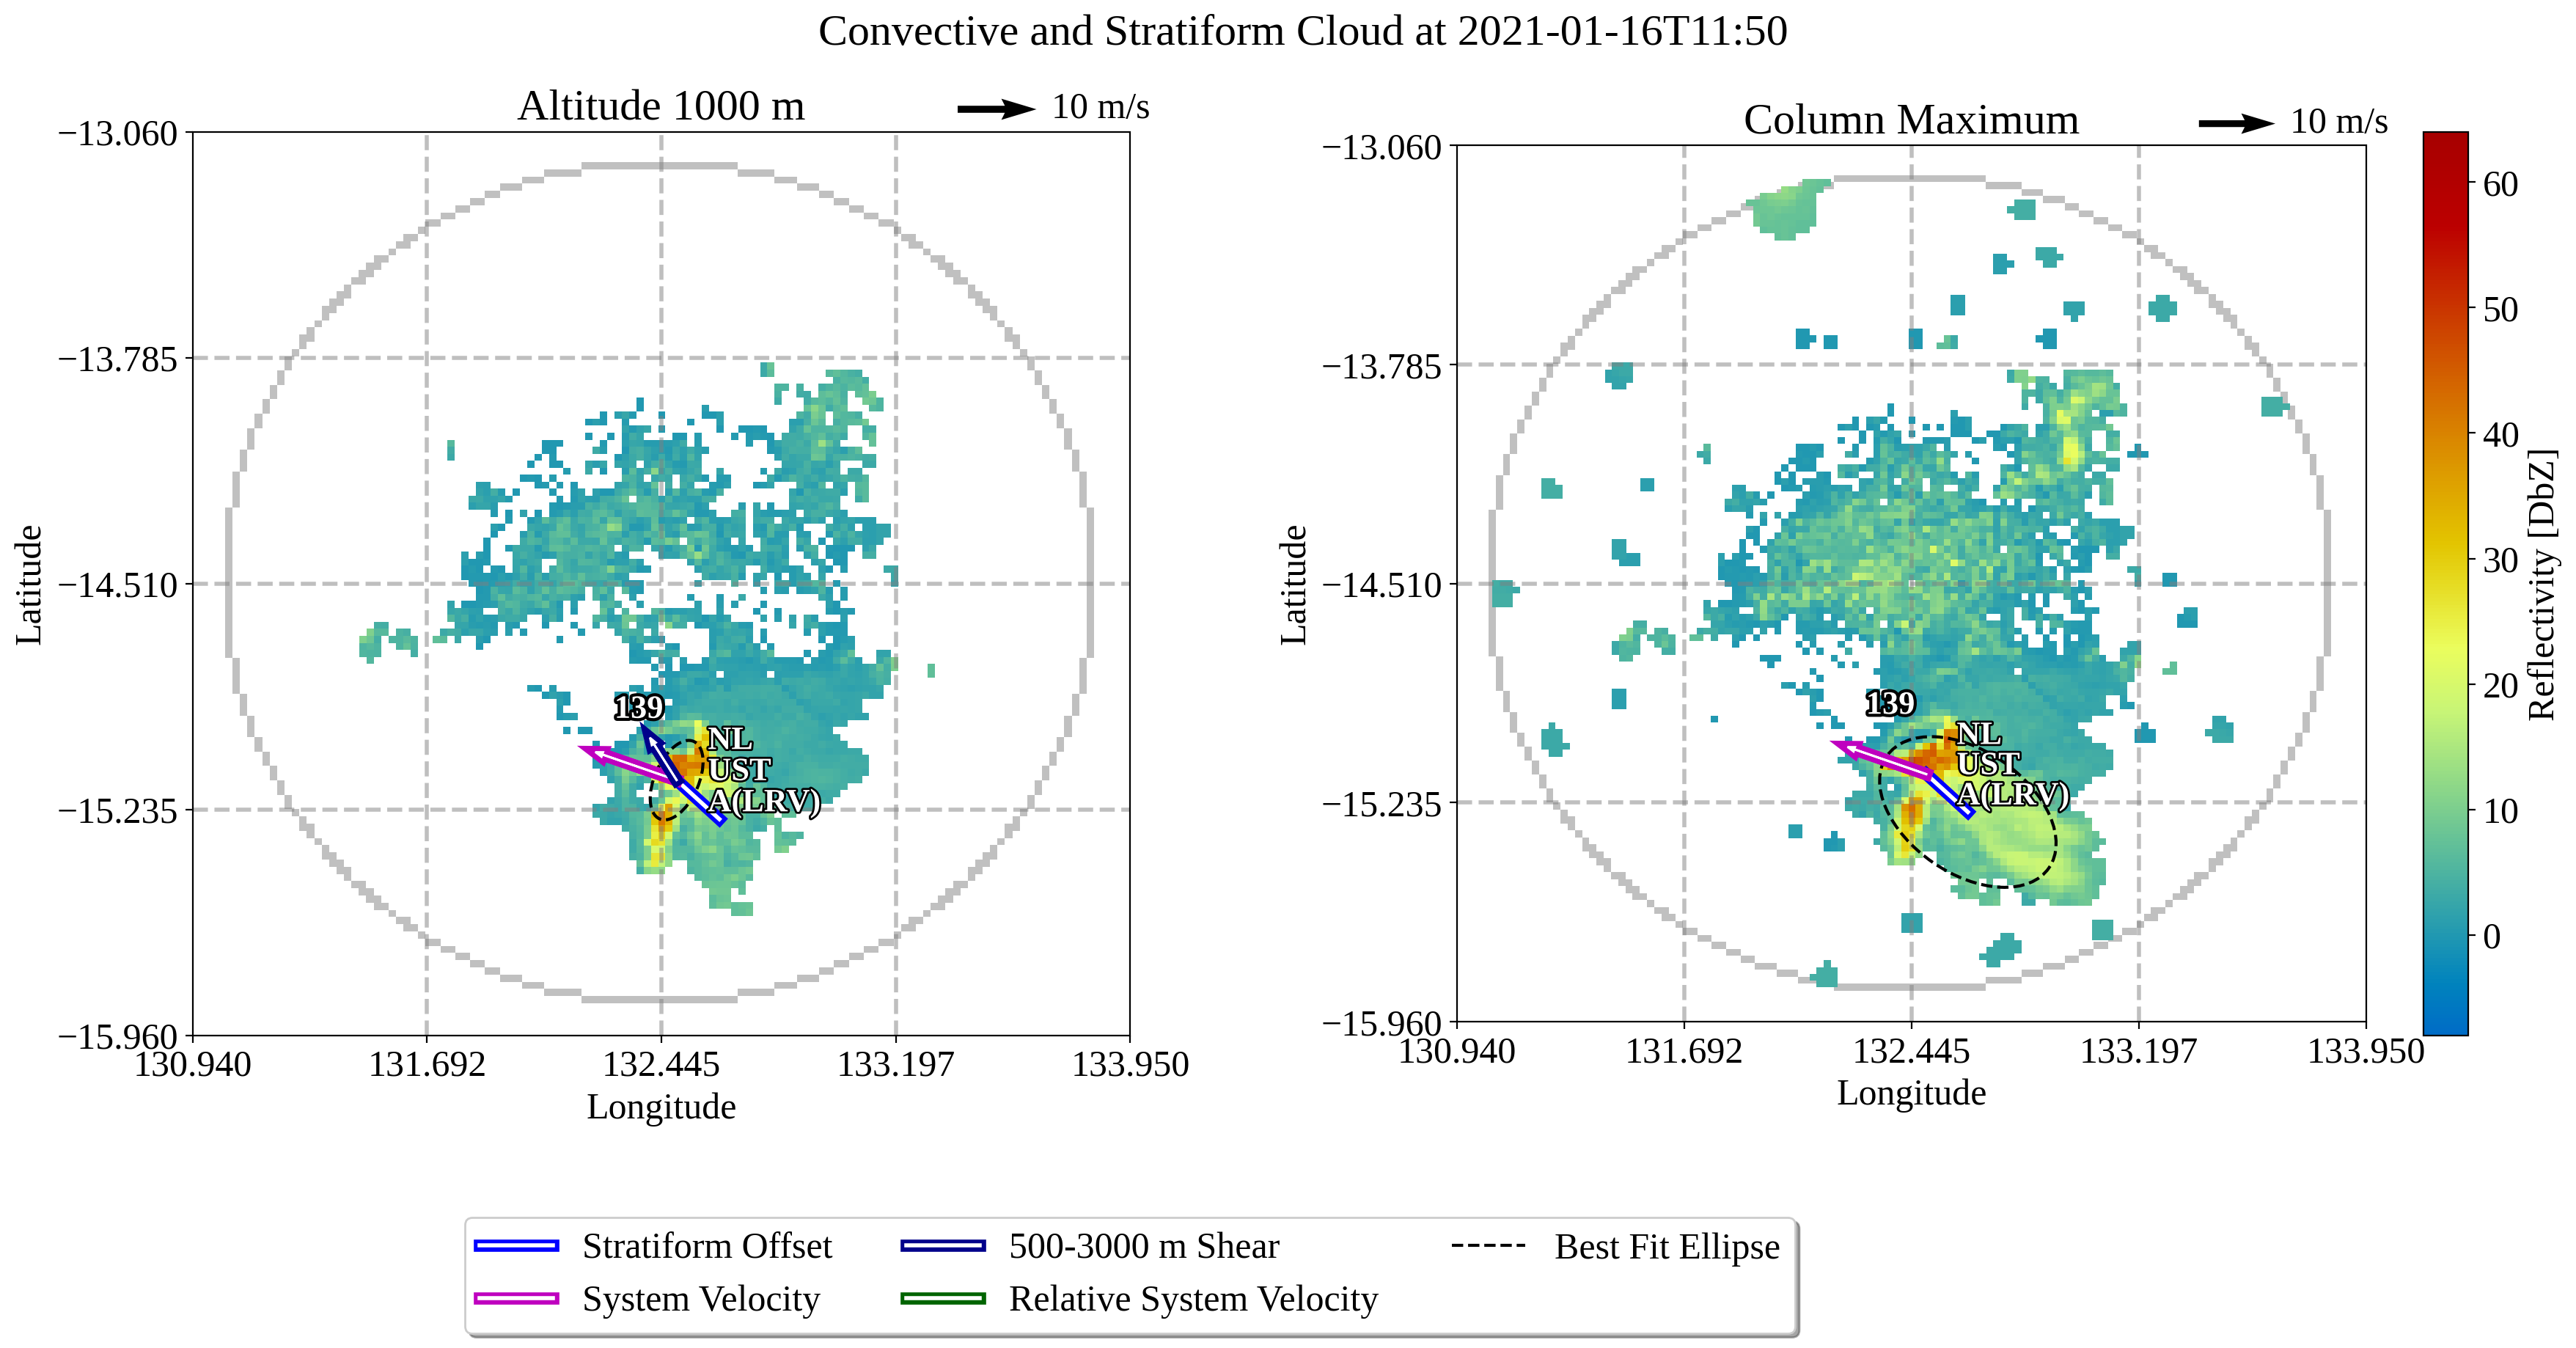 Convective and Stratiform Cloud at 2021-01-16T11:50
Altitude 1000 m
10 m/s
−13.060
−13.785
−14.510
−15.235
−15.960
Latitude
130.940
131.692
132.445
133.197
133.950
Longitude
139
NL
UST
A(LRV)
Column Maximum
10 m/s
−13.060
−13.785
−14.510
−15.235
−15.960
Latitude
130.940
131.692
132.445
133.197
133.950
Longitude
139
NL
UST
A(LRV)
60
50
40
30
20
10
0
Reflectivity [DbZ]
Stratiform Offset
System Velocity
500-3000 m Shear
Relative System Velocity
Best Fit Ellipse